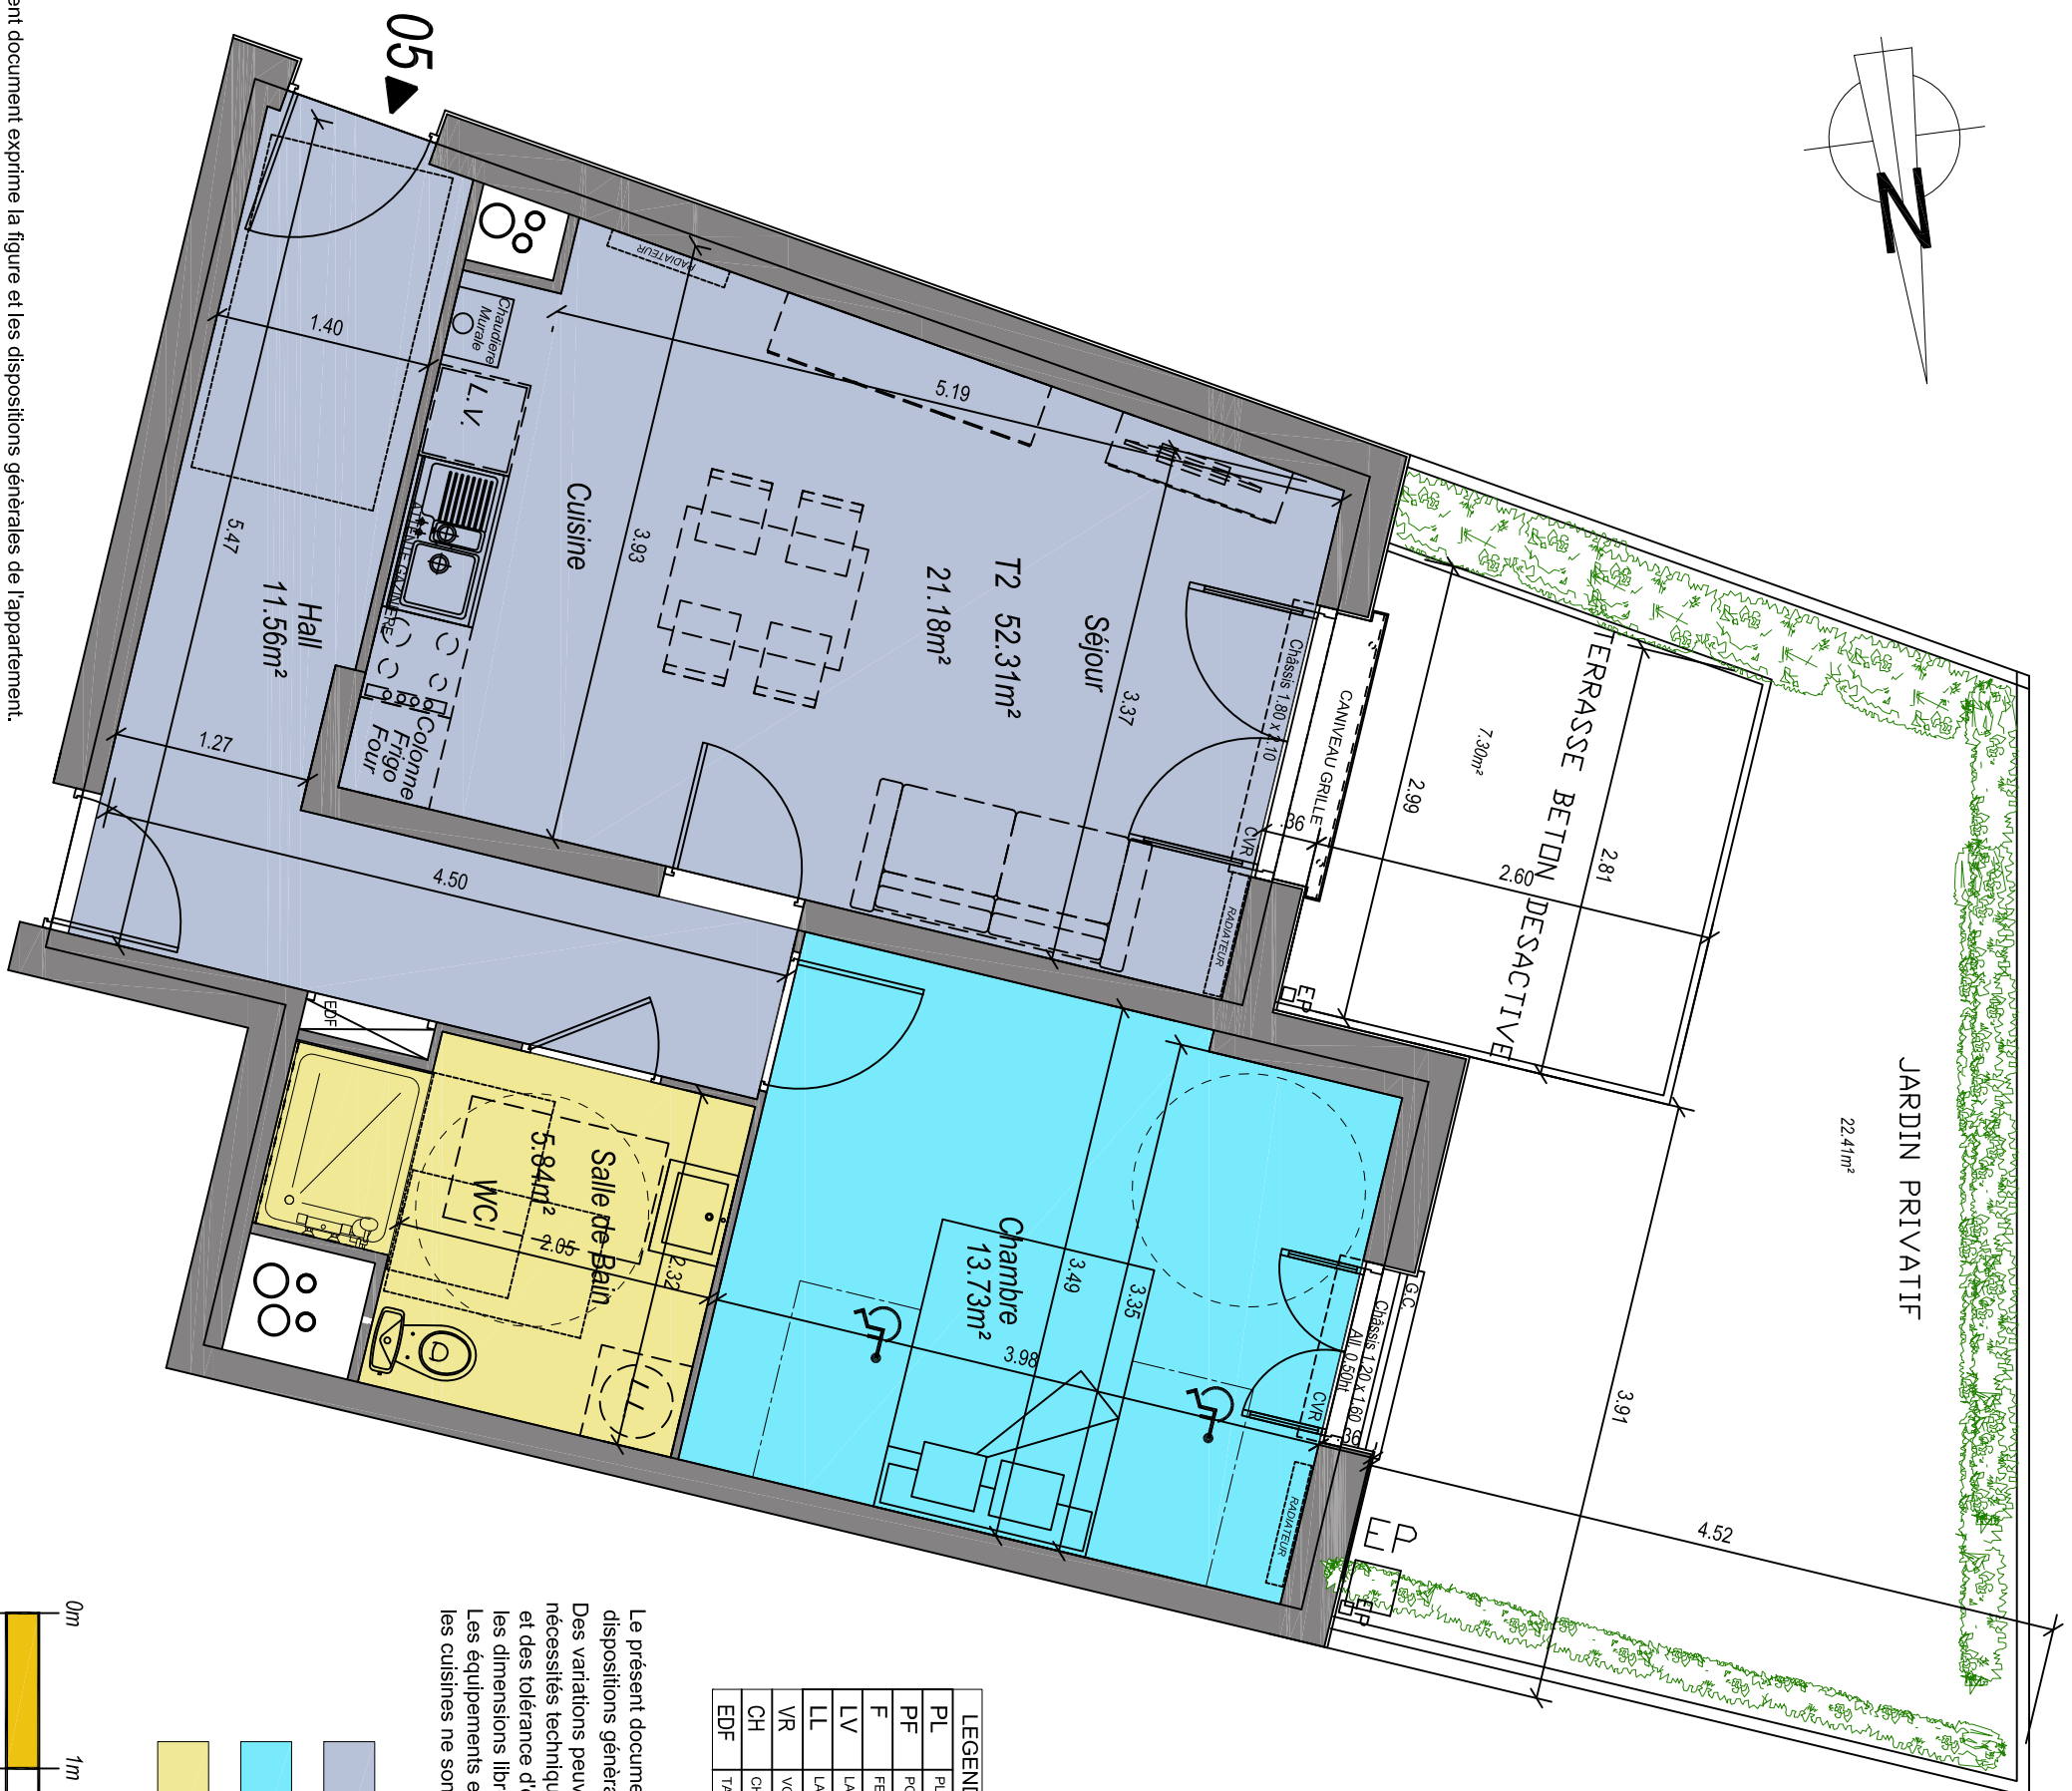 N
05
ent document exprime la figure et les dispositions générales de l'appartement.
JARDIN PRIVATIF
22.41m²
TERRASSE BETON DESACTIVE
7.30m²
2.81
2.99
2.60
.36
3.91
4.52
EP
EP
EP
CANIVEAU GRILLE
Châssis 1.80 x 2.10
CVR
RADIATEUR
Séjour
T2 52.31m²
21.18m²
3.37
5.19
3.93
Cuisine
RADIATEUR
Chaudiere
Murale
L.V.
ATTENTE GAZINIERE
Colonne
Frigo
Four
Hall
11.56m²
1.40
5.47
1.27
4.50
EDF
Salle de Bain
5.84m²
WC
2.05
2.32
LL
Chambre
13.73m²
3.49
3.35
3.98
G.C.
Châssis 1.20 x 1.60
All. 0.50ht
CVR
.36
RADIATEUR
LEGEND
PL
PF
F
LV
LL
VR
CH
EDF
Le présent docume
dispositions généra
Des variations peuv
nécessités techniqu
et des tolérance d'e
les dimensions libr
Les équipements e
les cuisines ne son
0m
1m